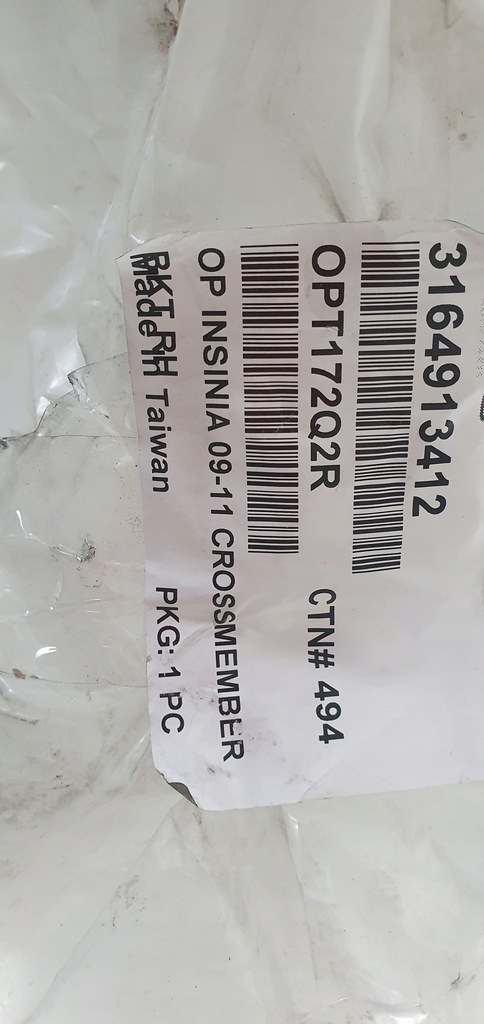 3164913412
OPT172Q2R CTN# 494
OP INSINIA 09-11 CROSSMEMBER
BKT RH
Made In Taiwan PKG: 1 PC